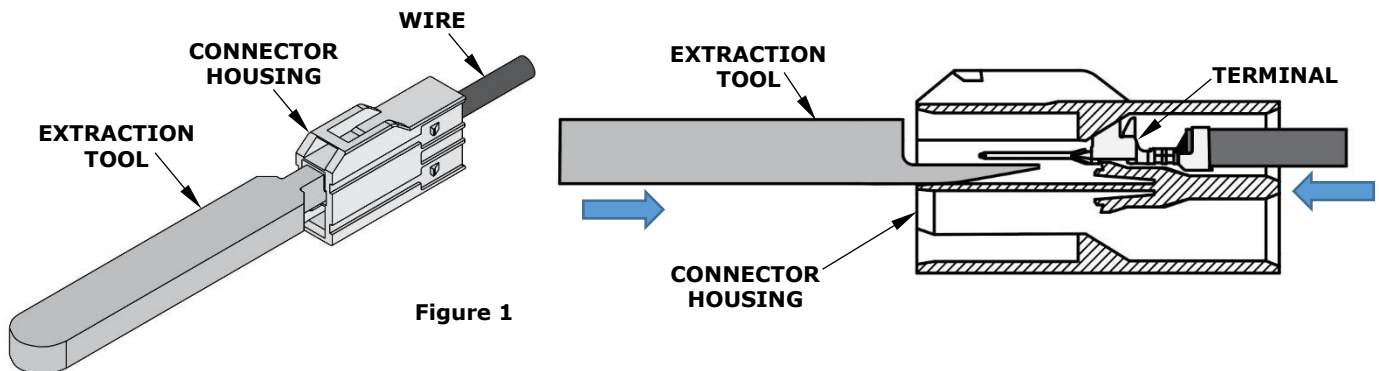 WIRE
CONNECTOR
HOUSING
EXTRACTION
TOOL
Figure 1
EXTRACTION
TOOL
TERMINAL
CONNECTOR
HOUSING